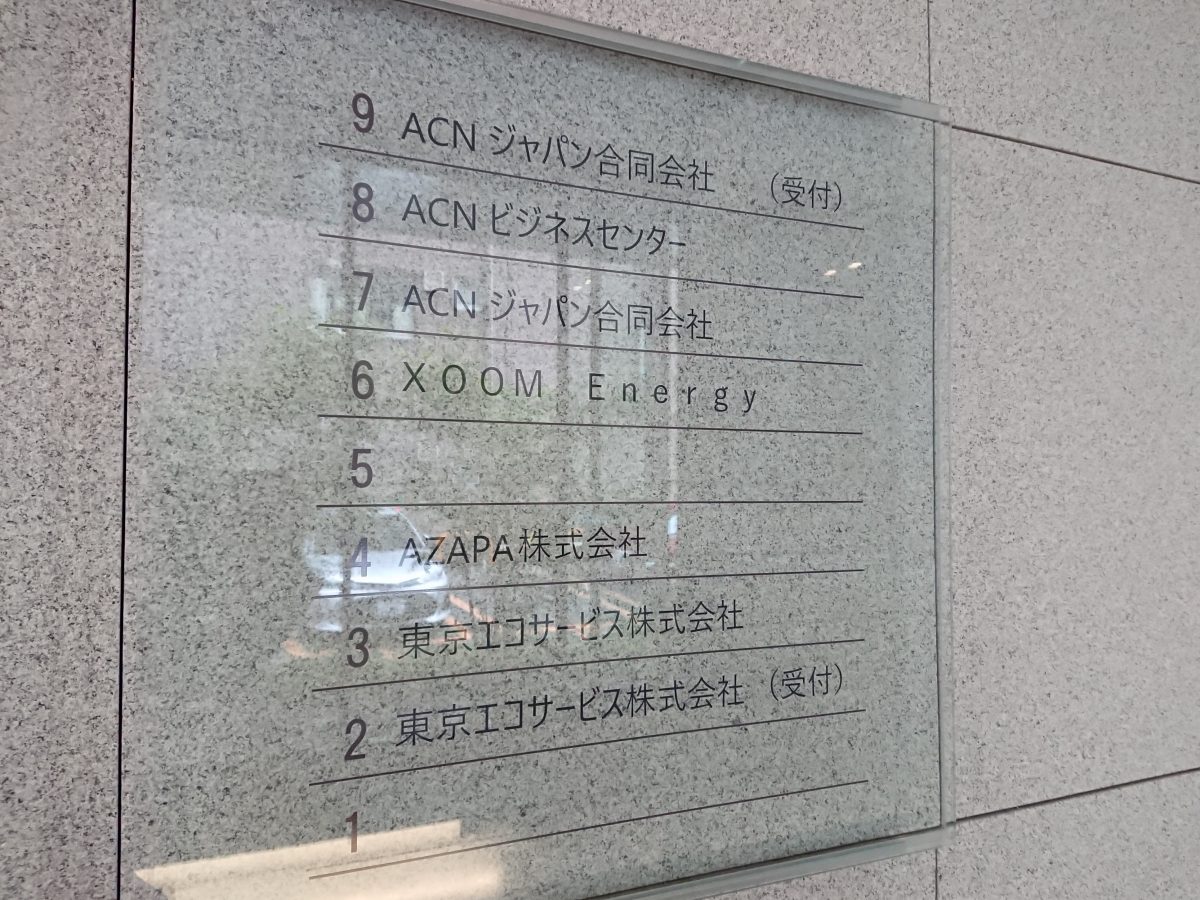 9 ACN ジャパン合同会社 （受付）
8 ACN ビジネスセンター
7 ACN ジャパン合同会社
6 XOOM Energy
5
4 AZAPA株式会社
3 東京エコサービス株式会社
2 東京エコサービス株式会社 （受付）
1